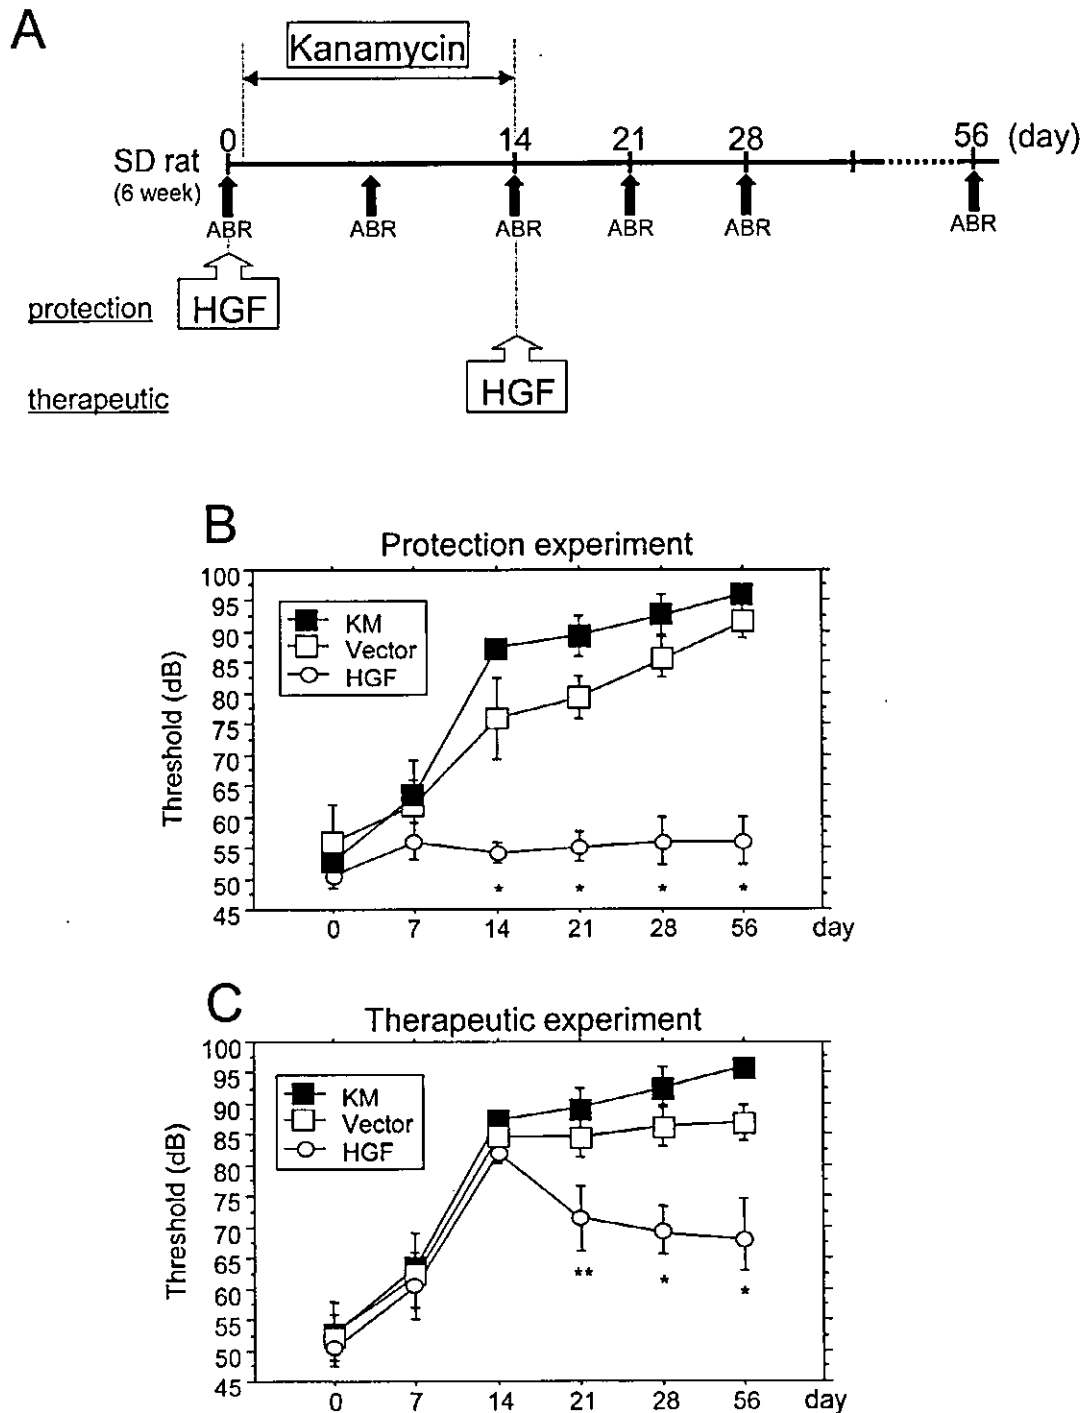 A
Kanamycin
0 14 21 28 56 (day)
SD rat
(6 week)
ABR ABR ABR ABR ABR ABR
protection HGF
therapeutic HGF
B
Protection experiment
100
95
90
85
80
75
70
65
60
55
50
45
Threshold (dB)
KM
Vector
HGF
* * * *
0 7 14 21 28 56 day
C
Therapeutic experiment
100
95
90
85
80
75
70
65
60
55
50
45
Threshold (dB)
KM
Vector
HGF
** * *
0 7 14 21 28 56 day